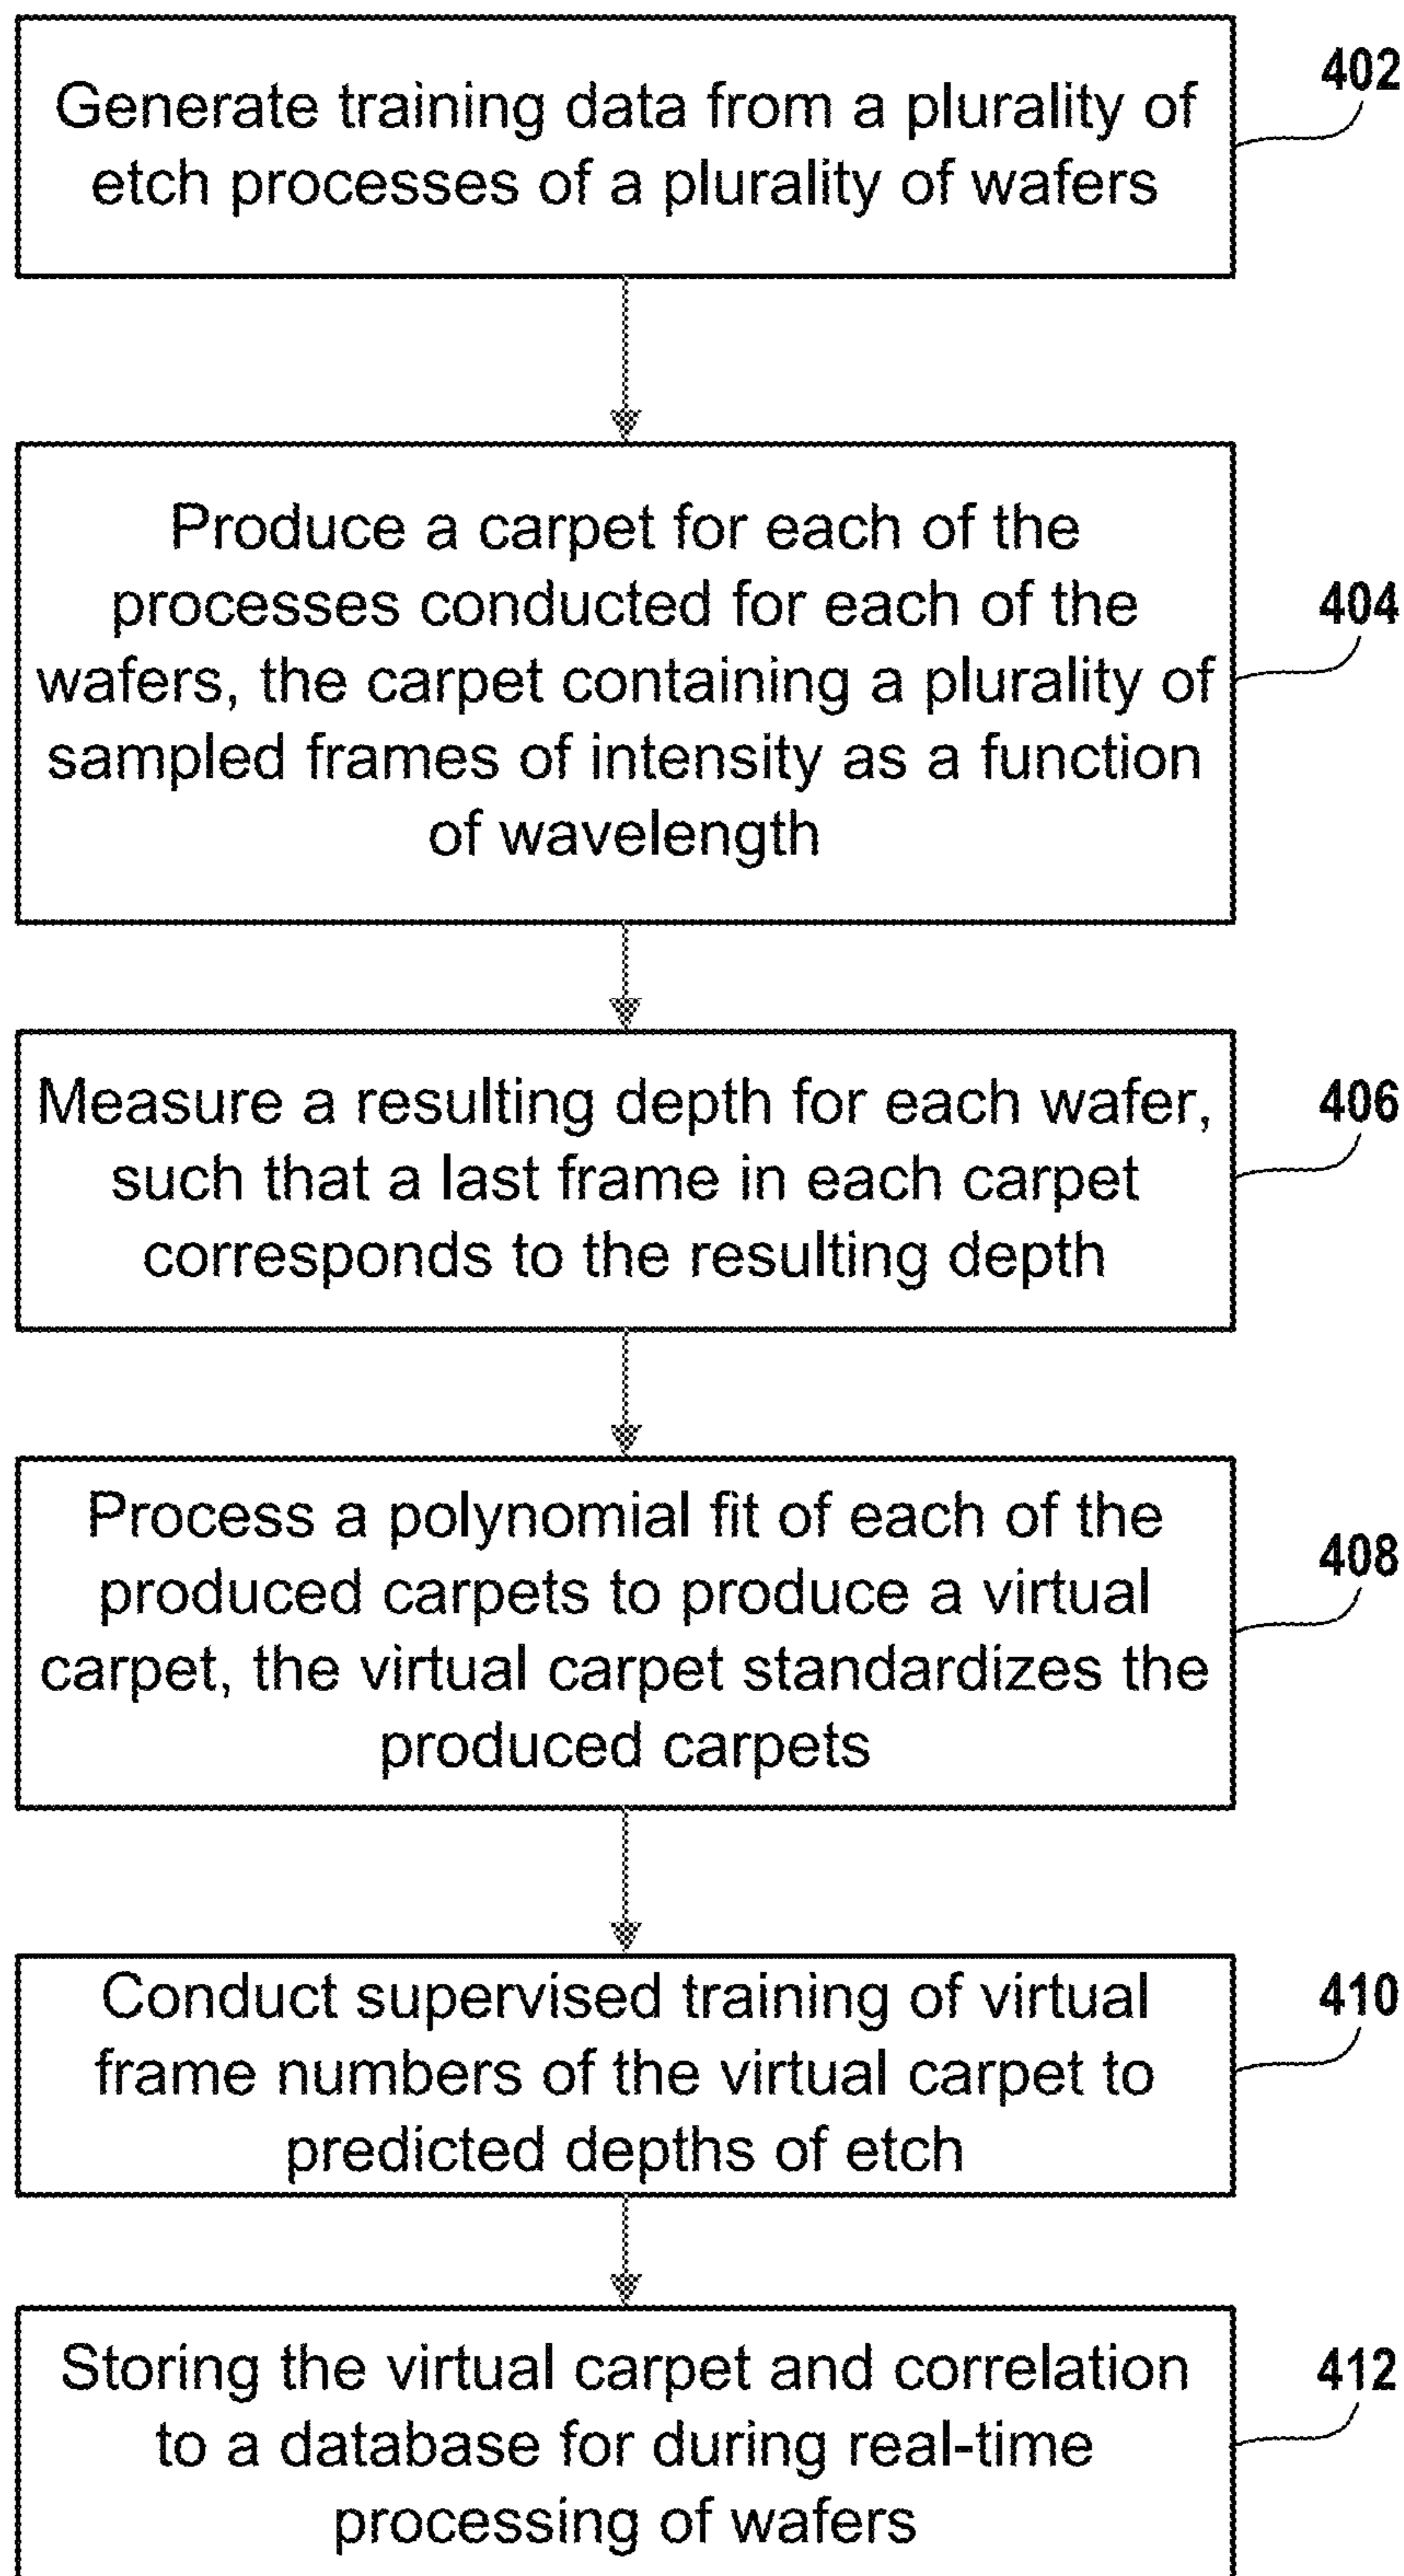 Generate training data from a plurality of
etch processes of a plurality of wafers
402
Produce a carpet for each of the
processes conducted for each of the
wafers, the carpet containing a plurality of
sampled frames of intensity as a function
of wavelength
404
Measure a resulting depth for each wafer,
such that a last frame in each carpet
corresponds to the resulting depth
406
Process a polynomial fit of each of the
produced carpets to produce a virtual
carpet, the virtual carpet standardizes the
produced carpets
408
Conduct supervised training of virtual
frame numbers of the virtual carpet to
predicted depths of etch
410
Storing the virtual carpet and correlation
to a database for during real-time
processing of wafers
412